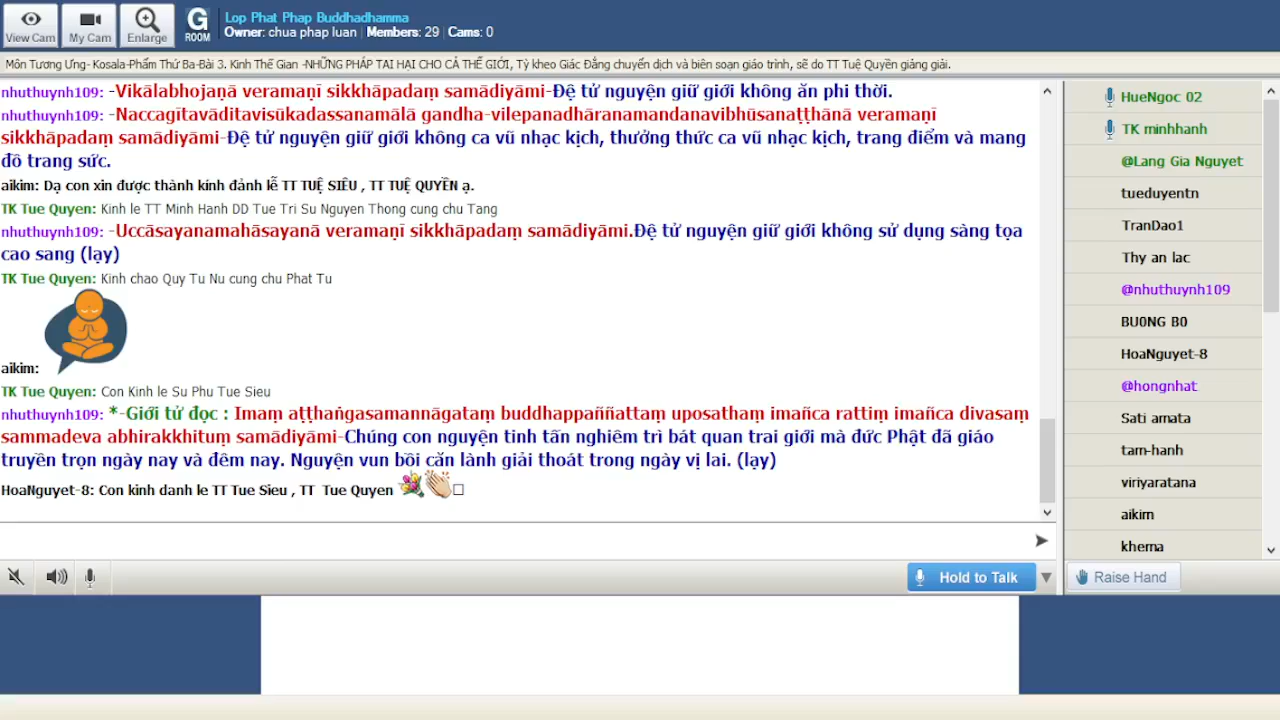 View Cam
My Cam
Enlarge
G
ROOM
Lop Phat Phap Buddhadhamma
Owner: chua phap luan | Members: 29 | Cams: 0
Môn Tương Ưng- Kosala-Phẩm Thứ Ba-Bài 3. Kinh Thế Gian -NHỮNG PHÁP TAI HẠI CHO CẢ THẾ GIỚI, Tỳ kheo Giác Đẳng chuyển dịch và biên soạn giáo trình, sẽ do TT Tuệ Quyền giảng giải.
nhuthuynh109: -Vikālabhojaṇā veramaṇī sikkhāpadaṃ samādiyāmi-Đệ tử nguyện giữ giới không ăn phi thời.
nhuthuynh109: -Naccagītavāditavisūkadassanamālā gandha-vilepanadhāranamandanavibhūsanaṭṭhānā veramaṇī
sikkhāpadaṃ samādiyāmi-Đệ tử nguyện giữ giới không ca vũ nhạc kịch, thưởng thức ca vũ nhạc kịch, trang điểm và mang
đồ trang sức.
aikim: Dạ con xin được thành kính đảnh lễ TT TUỆ SIÊU , TT TUỆ QUYỀN ạ.
TK Tue Quyen: Kinh le TT Minh Hanh DD Tue Tri Su Nguyen Thong cung chu Tang
nhuthuynh109: -Uccāsayanamahāsayanā veramaṇī sikkhāpadaṃ samādiyāmi.Đệ tử nguyện giữ giới không sử dụng sàng tọa
cao sang (lạy)
TK Tue Quyen: Kinh chao Quy Tu Nu cung chu Phat Tu
aikim:
TK Tue Quyen: Con Kinh le Su Phu Tue Sieu
nhuthuynh109: *-Giới tử đọc : Imaṃ aṭṭhaṅgasamannāgataṃ buddhappaññattaṃ uposathaṃ imañca rattiṃ imañca divasaṃ
sammadeva abhirakkhituṃ samādiyāmi-Chúng con nguyện tinh tấn nghiêm trì bát quan trai giới mà đức Phật đã giáo
truyền trọn ngày nay và đêm nay. Nguyện vun bồi căn lành giải thoát trong ngày vị lai. (lạy)
HoaNguyet-8: Con kinh danh le TT Tue Sieu , TT Tue Quyen
Hold to Talk
HueNgoc 02
TK minhhanh
@Lang Gia Nguyet
tueduyentn
TranDao1
Thy an lac
@nhuthuynh109
BU0NG B0
HoaNguyet-8
@hongnhat
Sati amata
tam-hanh
viriyaratana
aikim
khema
Raise Hand